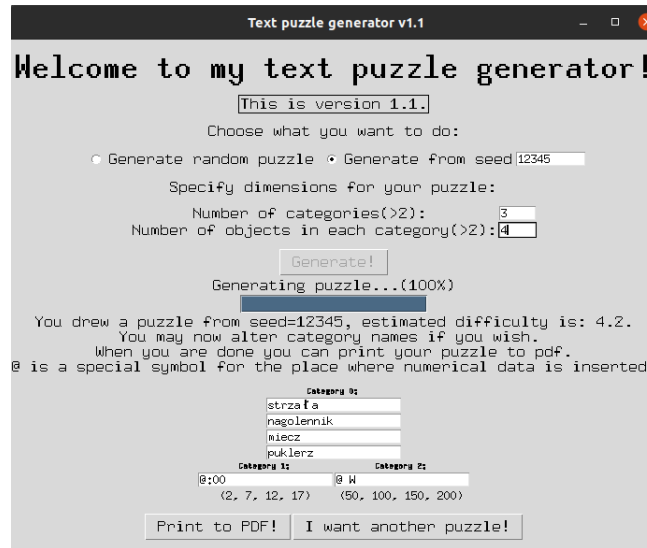 Text puzzle generator v1.1
Welcome to my text puzzle generator!
This is version 1.1.
Choose what you want to do:
Generate random puzzle Generate from seed 12345
Specify dimensions for your puzzle:
Number of categories(>2): 3
Number of objects in each category(>2): 4
Generate!
Generating puzzle...(100%)
You drew a puzzle from seed=12345, estimated difficulty is: 4.2.
You may now alter category names if you wish.
When you are done you can print your puzzle to pdf.
@ is a special symbol for the place where numerical data is inserted
Category 0:
strzała
nagolennik
miecz
puklerz
Category 1: Category 2:
@:00 @ W
(2, 7, 12, 17) (50, 100, 150, 200)
Print to PDF! I want another puzzle!